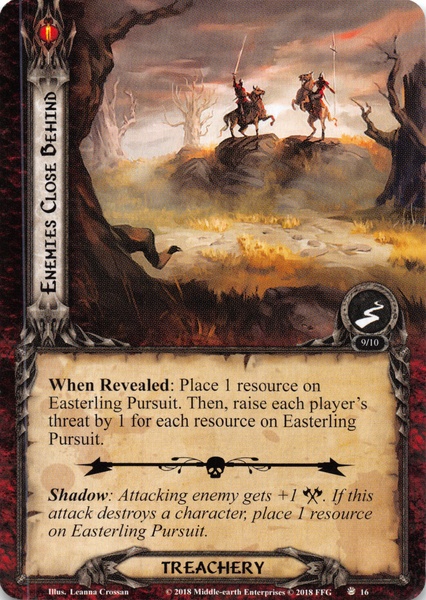 ENEMIES CLOSE BEHIND
9/10
When Revealed: Place 1 resource on
Easterling Pursuit. Then, raise each player's
threat by 1 for each resource on Easterling
Pursuit.
Shadow: Attacking enemy gets +1 . If this
attack destroys a character, place 1 resource
on Easterling Pursuit.
TREACHERY
Illus. Leanna Crossan © 2018 Middle-earth Enterprises © 2018 FFG 16